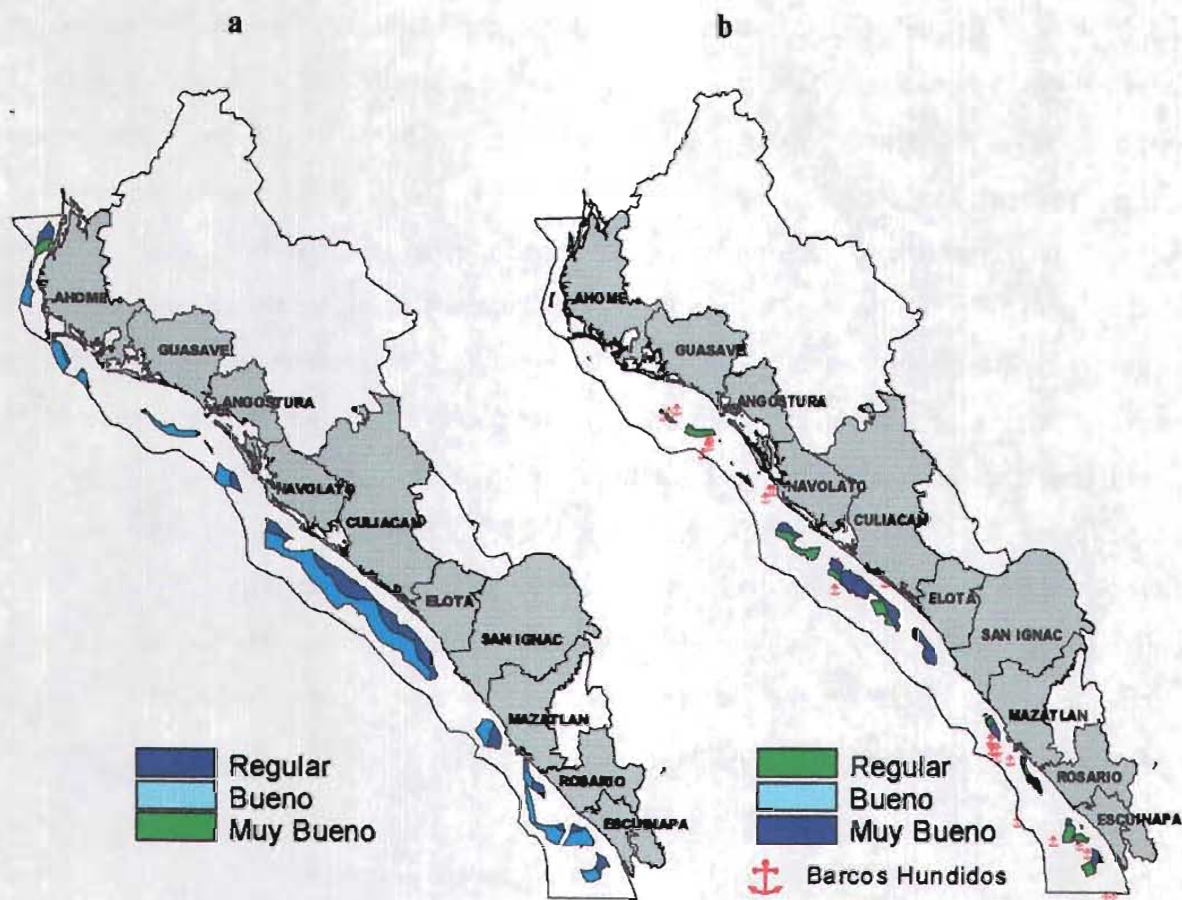 a
AHOME
GUASAVE
ANGOSTURA
NAVOLATO
CULIACAN
ELOTA
SAN IGNAC
MAZATLAN
ROSARIO
ESCUINAPA
Regular
Bueno
Muy Bueno
b
AHOME
GUASAVE
ANGOSTURA
NAVOLATO
CULIACAN
ELOTA
SAN IGNAC
MAZATLAN
ROSARIO
ESCUINAPA
Regular
Bueno
Muy Bueno
Barcos Hundidos